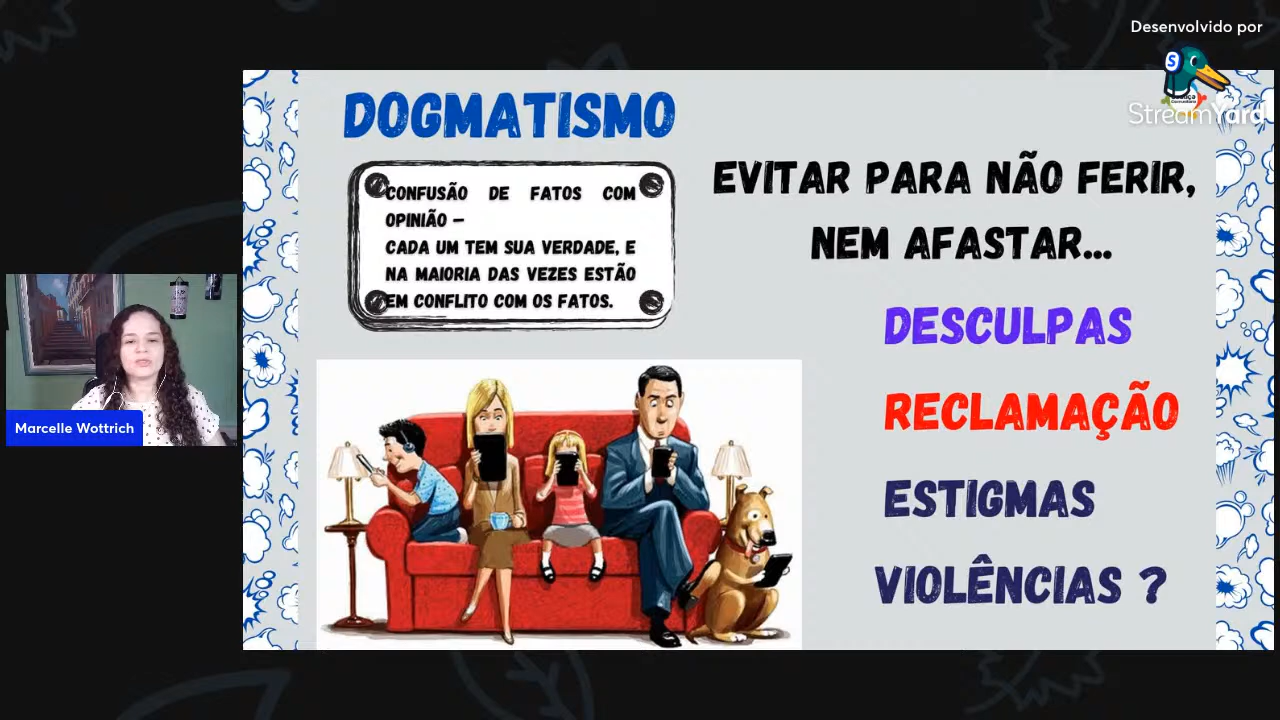 Desenvolvido por
StreamYard
DOGMATISMO
CONFUSÃO DE FATOS COM
OPINIÃO –
CADA UM TEM SUA VERDADE, E
NA MAIORIA DAS VEZES ESTÃO
EM CONFLITO COM OS FATOS.
EVITAR PARA NÃO FERIR,
NEM AFASTAR...
DESCULPAS
RECLAMAÇÃO
ESTIGMAS
VIOLÊNCIAS ?
Marcelle Wottrich